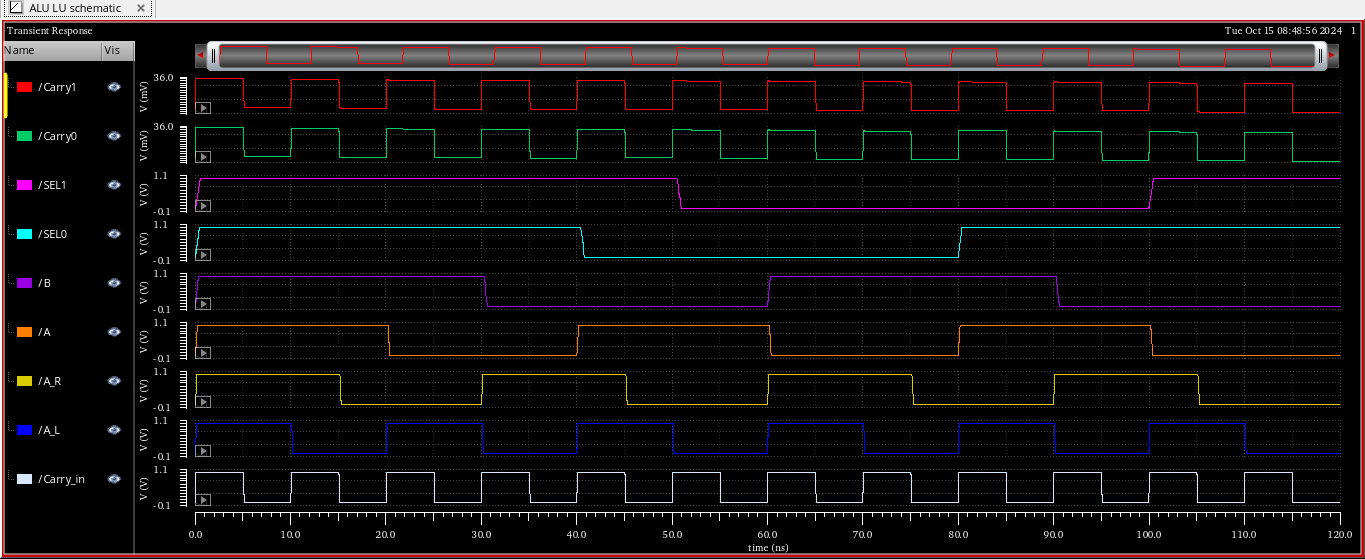 ALU LU schematic
Transient Response
Tue Oct 15 08:48:56 2024 1
Name Vis
/Carry1
36.0
V (mV)
/Carry0
36.0
V (mV)
/SEL1
1.1
V (V)
-0.1
/SEL0
1.1
V (V)
-0.1
/B
1.1
V (V)
-0.1
/A
1.1
V (V)
-0.1
/A_R
1.1
V (V)
-0.1
/A_L
1.1
V (V)
-0.1
/Carry_in
1.1
V (V)
-0.1
0.0 10.0 20.0 30.0 40.0 50.0 60.0 70.0 80.0 90.0 100.0 110.0 120.0
time (ns)